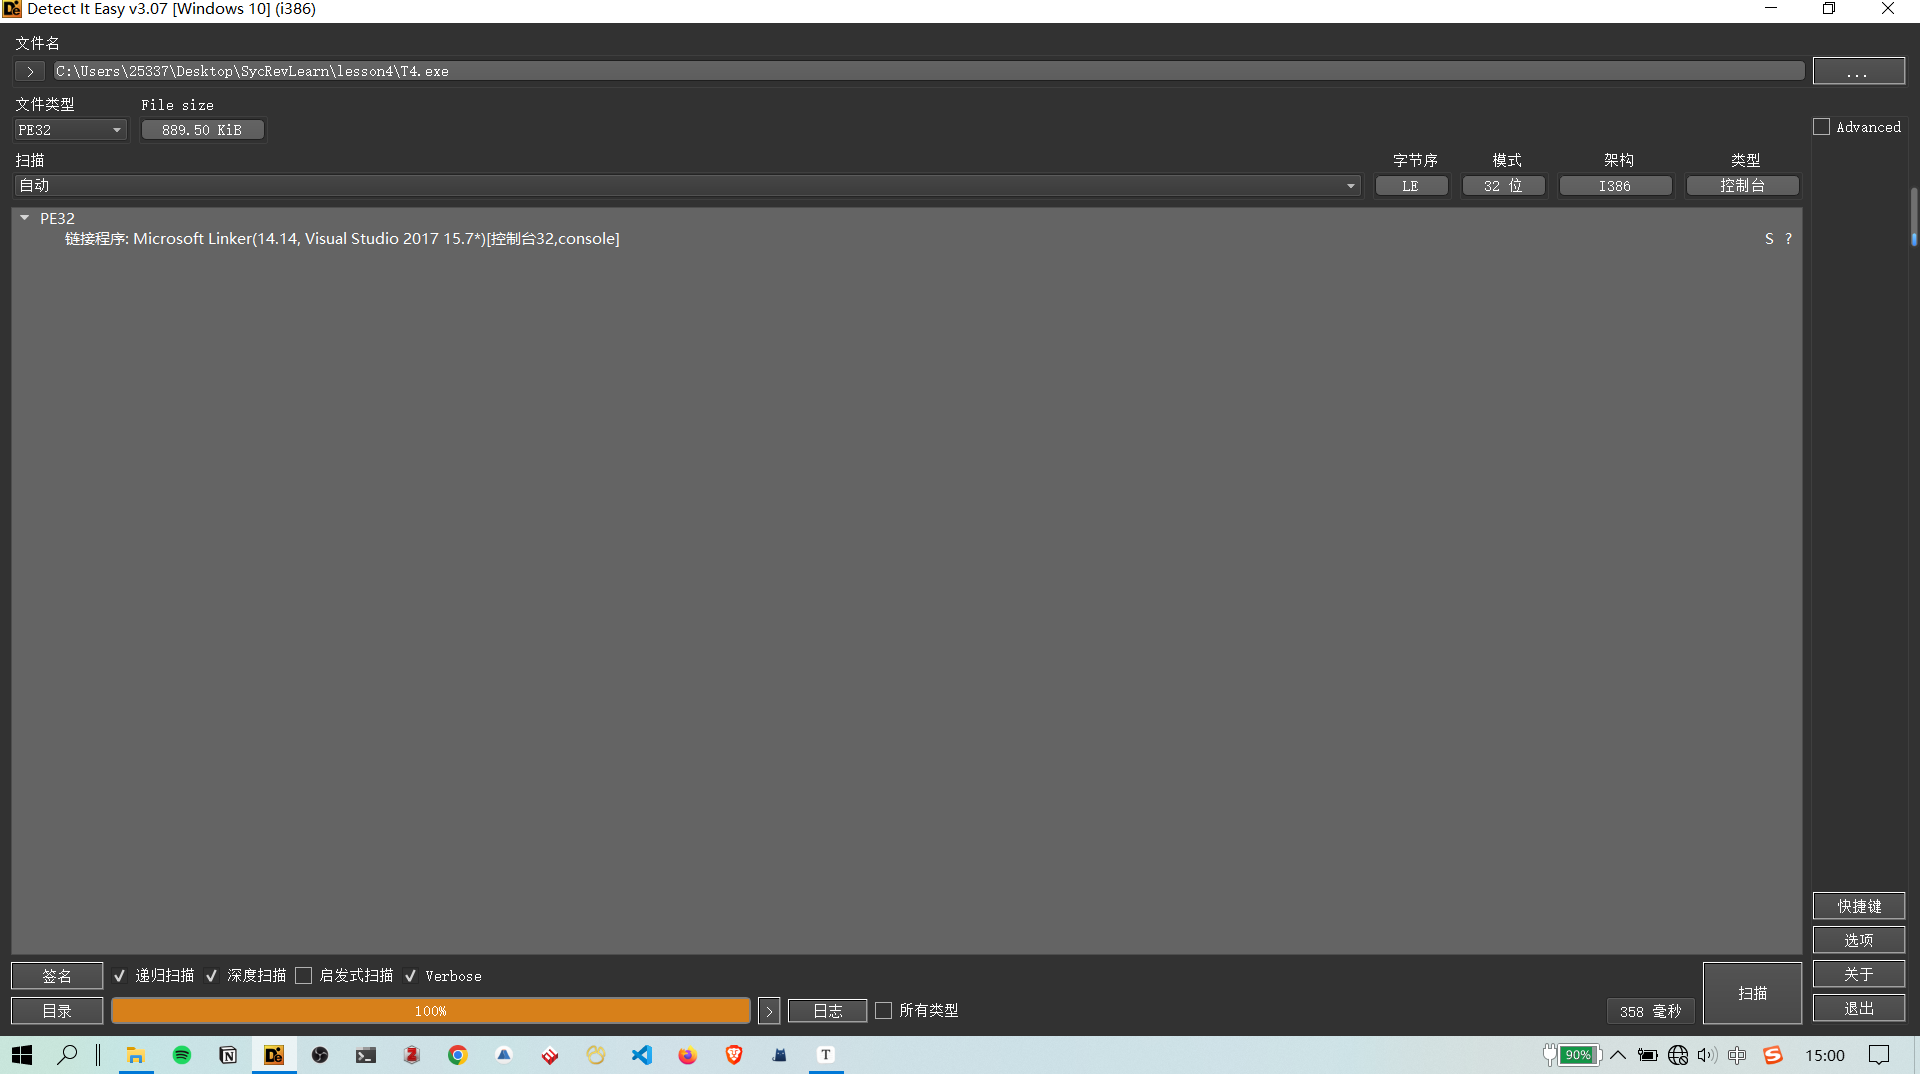 Detect It Easy v3.07 [Windows 10] (i386)
文件名
> C:\Users\25337\Desktop\SycRevLearn\lesson4\T4.exe ...
文件类型 File size
PE32 889.50 KiB Advanced
扫描 字节序 模式 架构 类型
自动 LE 32 位 I386 控制台
PE32
链接程序: Microsoft Linker(14.14, Visual Studio 2017 15.7*)[控制台32,console] S ?
快捷键
选项
签名 递归扫描 深度扫描 启发式扫描 Verbose 扫描 关于
目录 100% > 日志 所有类型 358 毫秒 退出
90% 中 15:00